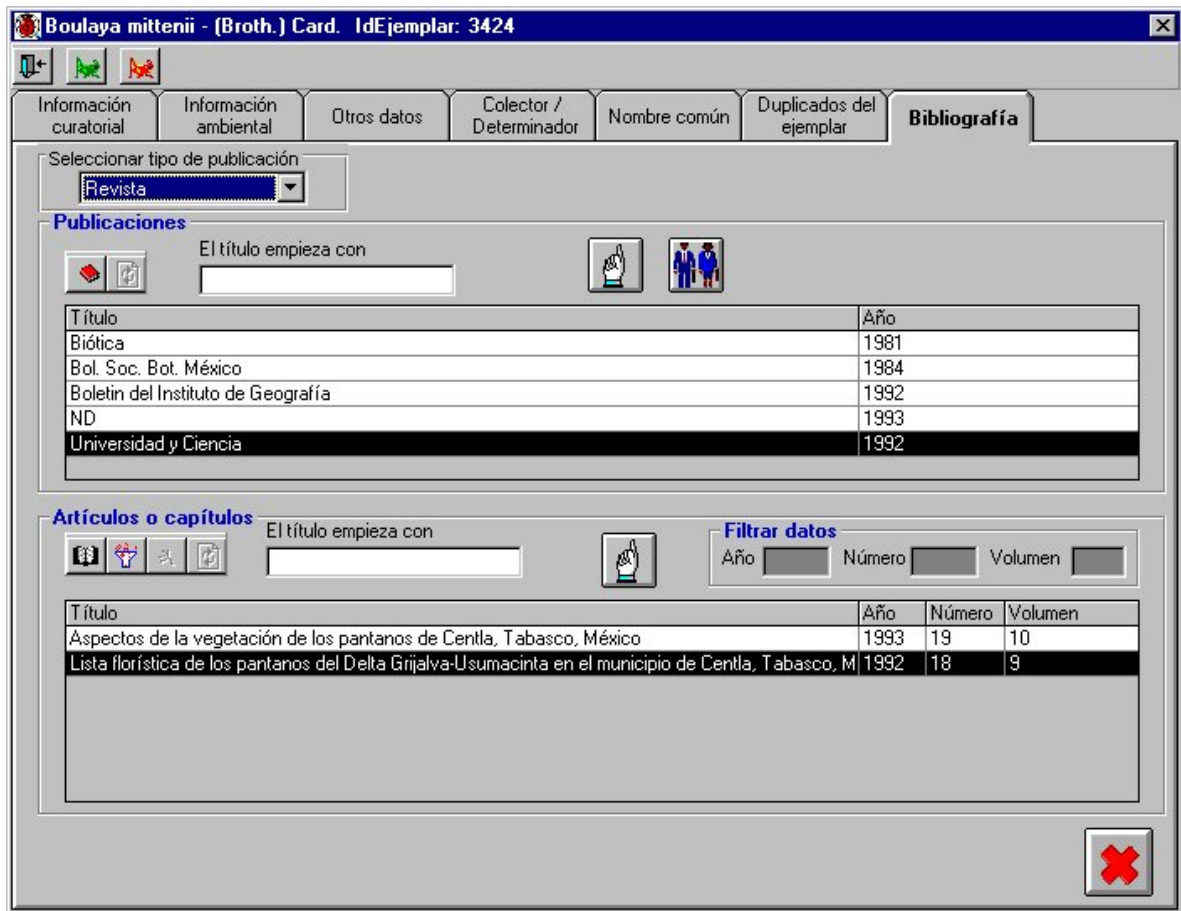 Boulaya mittenii - (Broth.) Card. IdEjemplar: 3424
Información curatorial
Información ambiental
Otros datos
Colector / Determinador
Nombre común
Duplicados del ejemplar
Bibliografía
Seleccionar tipo de publicación
Revista
Publicaciones
El título empieza con
Título Año
Biótica 1981
Bol. Soc. Bot. México 1984
Boletin del Instituto de Geografía 1992
ND 1993
Universidad y Ciencia 1992
Artículos o capítulos
El título empieza con
Filtrar datos
Año Número Volumen
Título Año Número Volumen
Aspectos de la vegetación de los pantanos de Centla, Tabasco, México 1993 19 10
Lista florística de los pantanos del Delta Grijalva-Usumacinta en el municipio de Centla, Tabasco, M 1992 18 9